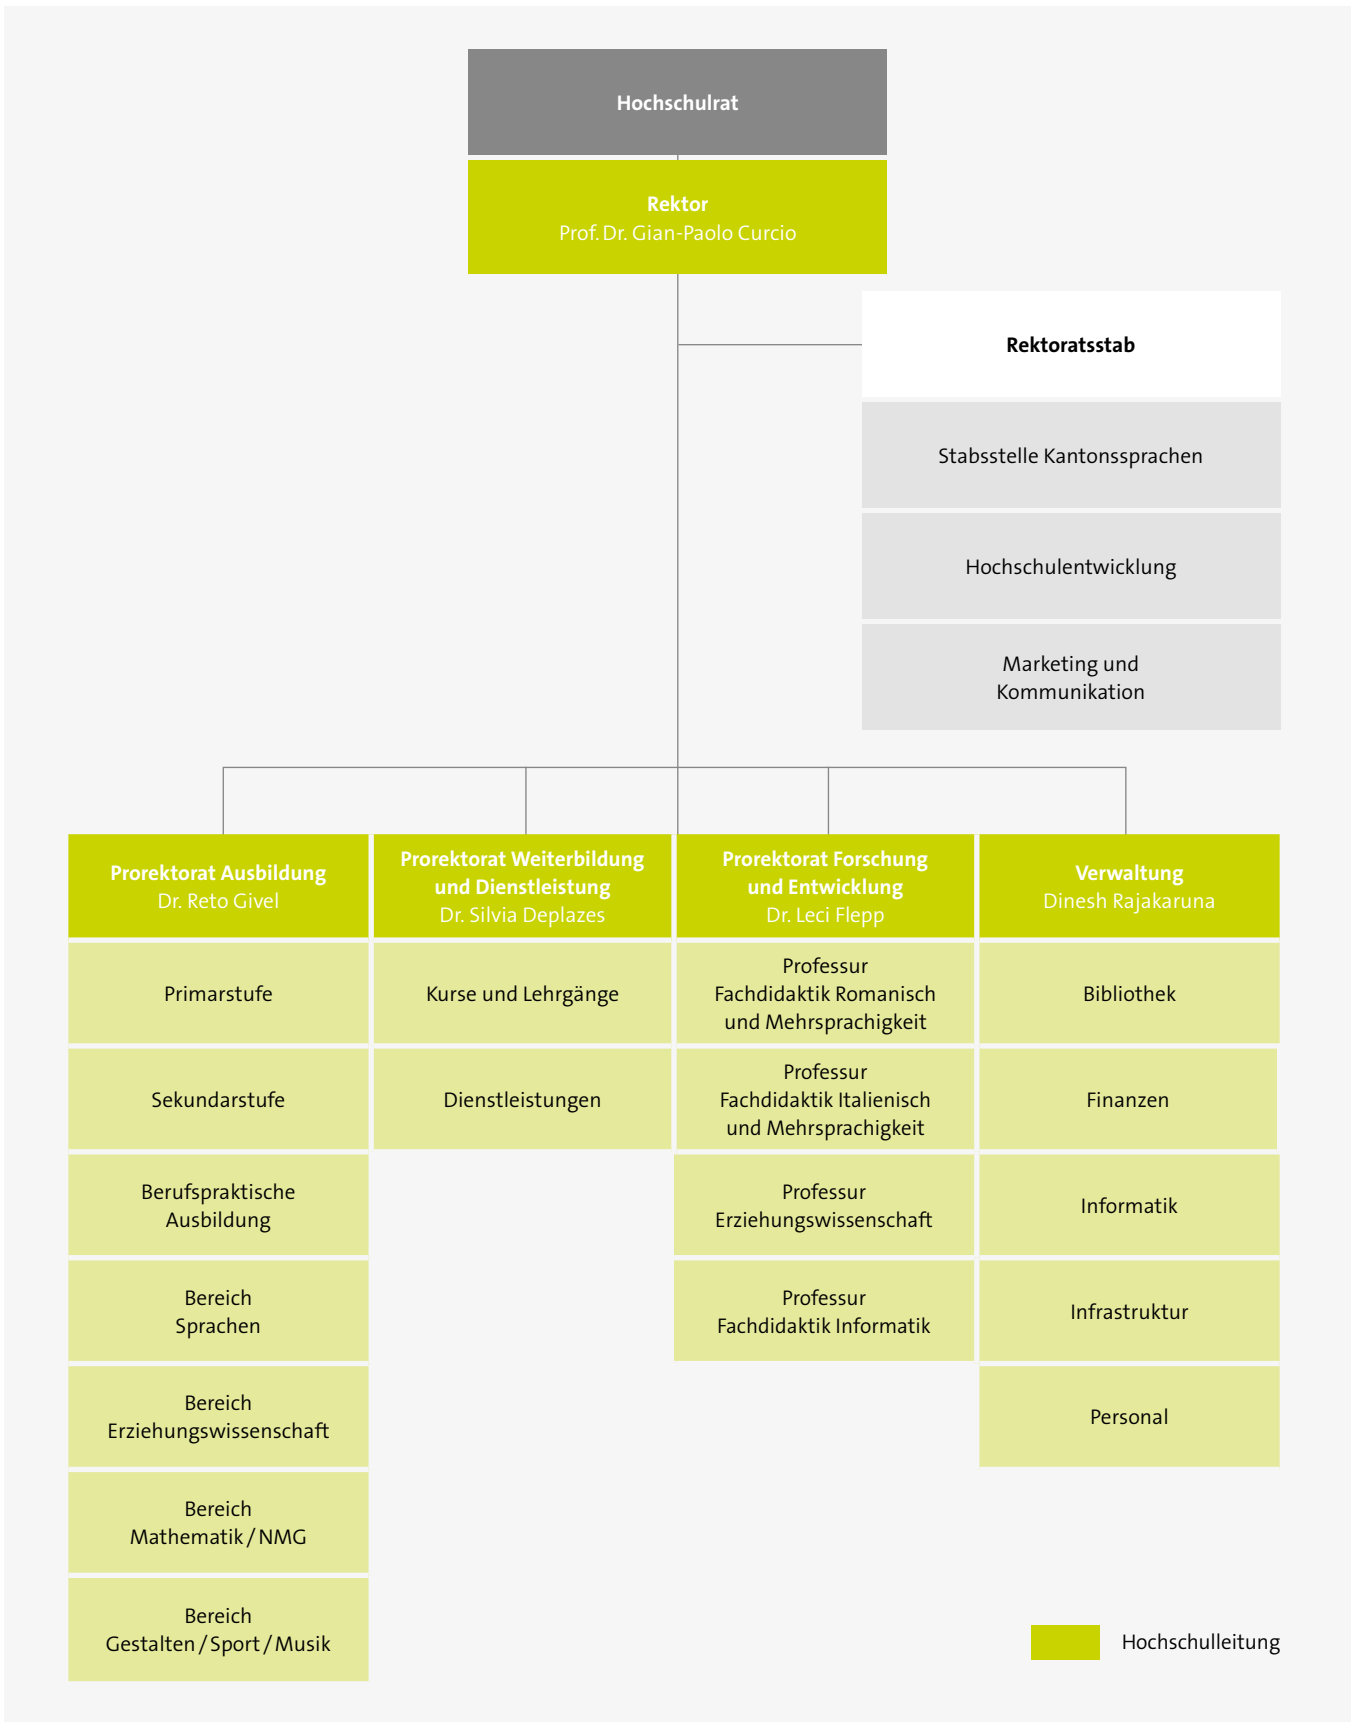 Hochschulrat
Rektor
Prof. Dr. Gian-Paolo Curcio
Rektoratsstab
Stabsstelle Kantonssprachen
Hochschulentwicklung
Marketing und
Kommunikation
Prorektorat Ausbildung
Dr. Reto Givel
Primarstufe
Sekundarstufe
Berufspraktische
Ausbildung
Bereich
Sprachen
Bereich
Erziehungswissenschaft
Bereich
Mathematik / NMG
Bereich
Gestalten / Sport / Musik
Prorektorat Weiterbildung
und Dienstleistung
Dr. Silvia Deplazes
Kurse und Lehrgänge
Dienstleistungen
Prorektorat Forschung
und Entwicklung
Dr. Leci Flepp
Professur
Fachdidaktik Romanisch
und Mehrsprachigkeit
Professur
Fachdidaktik Italienisch
und Mehrsprachigkeit
Professur
Erziehungswissenschaft
Professur
Fachdidaktik Informatik
Verwaltung
Dinesh Rajakaruna
Bibliothek
Finanzen
Informatik
Infrastruktur
Personal
Hochschulleitung